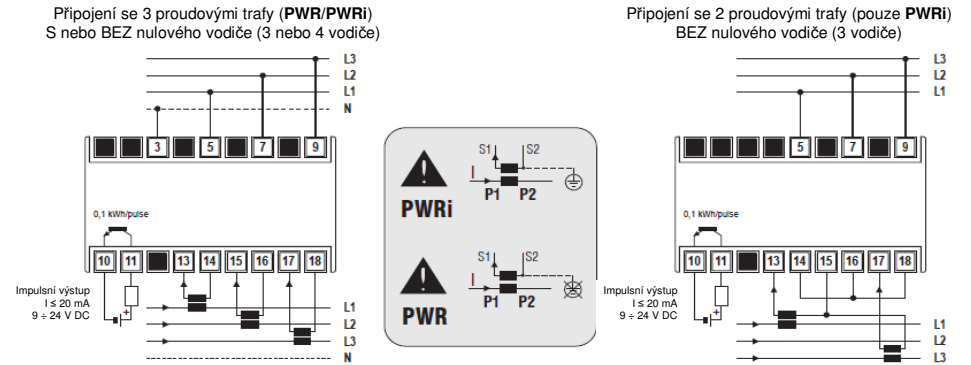 Připojení se 3 proudovými trafy (PWR/PWRi)
S nebo BEZ nulového vodiče (3 nebo 4 vodiče)
L3
L2
L1
N
3 5 7 9
0,1 kWh/pulse
10 11 13 14 15 16 17 18
Impulsní výstup
I ≤ 20 mA
9 ÷ 24 V DC
+
L1
L2
L3
N
S1 S2
I
P1 P2
!
PWRi
S1 S2
I
P1 P2
!
PWR
Připojení se 2 proudovými trafy (pouze PWRi)
BEZ nulového vodiče (3 vodiče)
L3
L2
L1
5 7 9
0,1 kWh/pulse
10 11 13 14 15 16 17 18
Impulsní výstup
I ≤ 20 mA
9 ÷ 24 V DC
+
L1
L2
L3